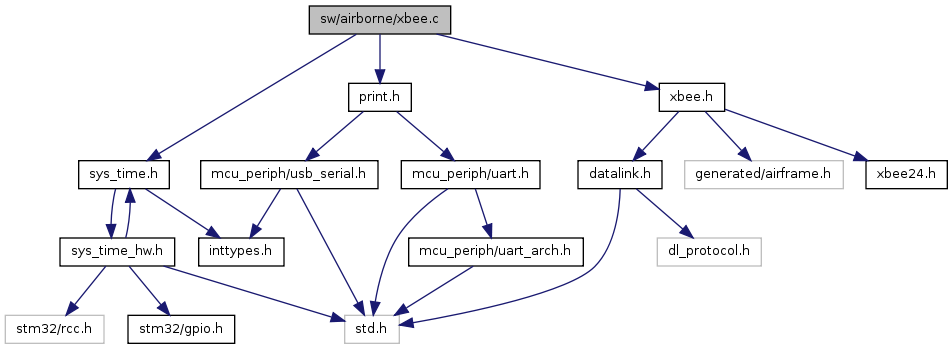 sw/airborne/xbee.c
print.h
xbee.h
sys_time.h
mcu_periph/usb_serial.h
mcu_periph/uart.h
datalink.h
generated/airframe.h
xbee24.h
sys_time_hw.h
inttypes.h
mcu_periph/uart_arch.h
dl_protocol.h
stm32/rcc.h
stm32/gpio.h
std.h